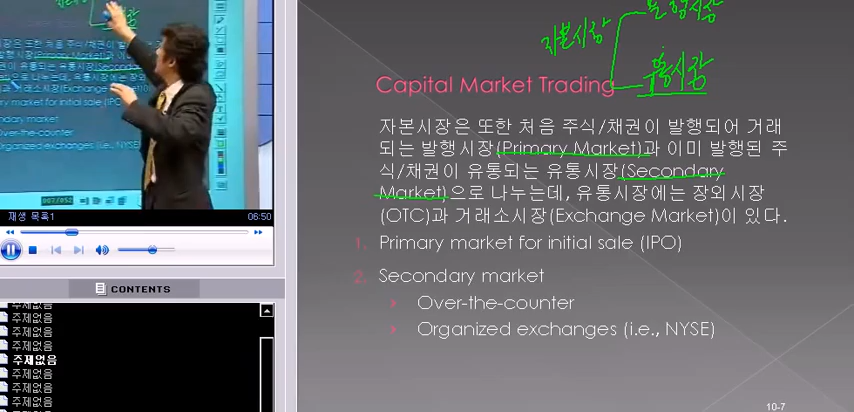 발행시장
자본시장
유통시장
Capital Market Trading
자본시장은 또한 처음 주식/채권이 발행되어 거래
되는 발행시장(Primary Market)과 이미 발행된 주
식/채권이 유통되는 유통시장(Secondary
Market)으로 나누는데, 유통시장에는 장외시장
(OTC)과 거래소시장(Exchange Market)이 있다.
1. Primary market for initial sale (IPO)
2. Secondary market
Over-the-counter
Organized exchanges (i.e., NYSE)
10-7
재생 목록1
06:50
CONTENTS
주제없음
주제없음
주제없음
주제없음
주제없음
주제없음
주제없음
주제없음